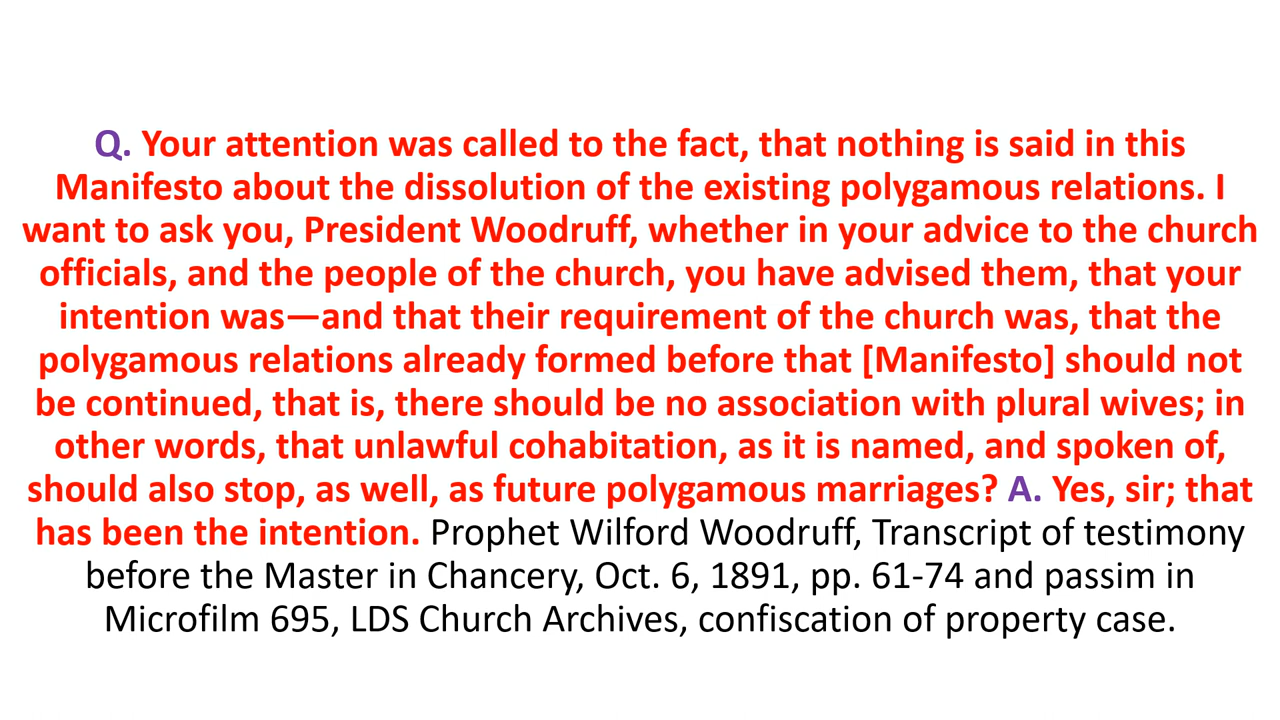 Q. Your attention was called to the fact, that nothing is said in this
Manifesto about the dissolution of the existing polygamous relations. I
want to ask you, President Woodruff, whether in your advice to the church
officials, and the people of the church, you have advised them, that your
intention was—and that their requirement of the church was, that the
polygamous relations already formed before that [Manifesto] should not
be continued, that is, there should be no association with plural wives; in
other words, that unlawful cohabitation, as it is named, and spoken of,
should also stop, as well, as future polygamous marriages? A. Yes, sir; that
has been the intention. Prophet Wilford Woodruff, Transcript of testimony
before the Master in Chancery, Oct. 6, 1891, pp. 61-74 and passim in
Microfilm 695, LDS Church Archives, confiscation of property case.